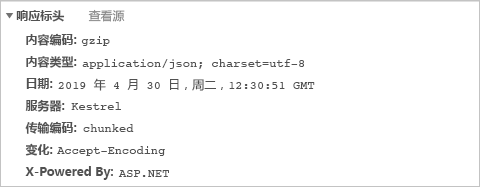 响应标头 查看源
内容编码: gzip
内容类型: application/json; charset=utf-8
日期: 2019 年 4 月 30 日，周二，12:30:51 GMT
服务器: Kestrel
传输编码: chunked
变化: Accept-Encoding
X-Powered By: ASP.NET